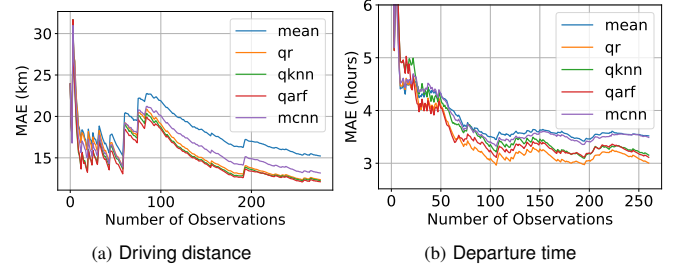 30
25
20
15
MAE (km)
0
100
200
Number of Observations
mean
qr
qknn
qarf
mcnn
(a) Driving distance
6
5
4
3
MAE (hours)
0
50
100
150
200
250
Number of Observations
mean
qr
qknn
qarf
mcnn
(b) Departure time